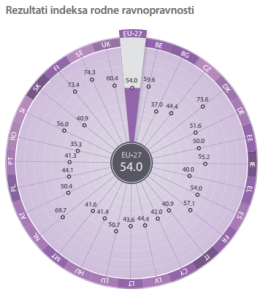 Rezultati indeksa rodne ravnopravnosti
EU-27
BE
BG
CZ
DK
DE
EE
IE
EL
ES
FR
IT
CY
LV
LT
LU
HU
MT
NL
AT
PL
PT
RO
SI
SK
FI
SE
UK
54.0
59.6
37.0
44.4
73.6
51.6
50.0
55.2
40.0
54.0
57.1
40.9
42.0
44.4
43.6
50.7
41.4
41.6
69.7
50.4
44.1
41.3
35.3
56.0
40.9
73.4
74.3
60.4
EU-27
54.0